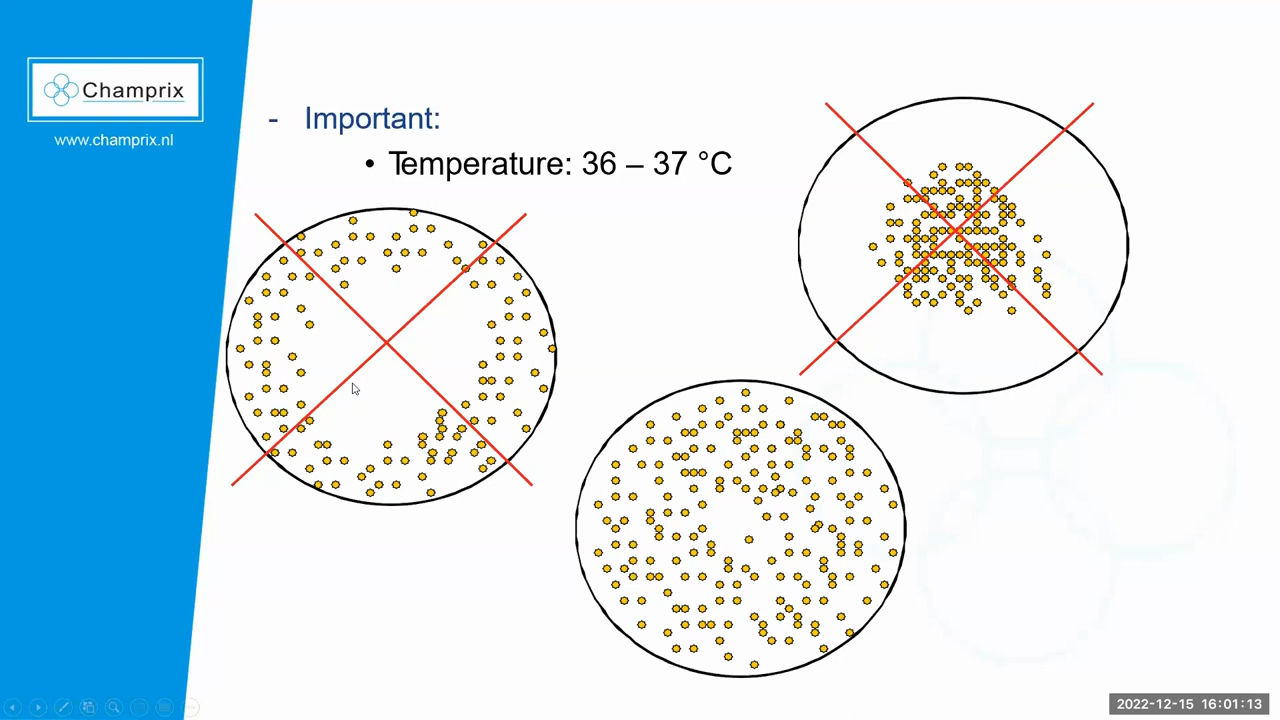 Champrix
www.champrix.nl
- Important:
• Temperature: 36 – 37 °C
2022-12-15 16:01:13